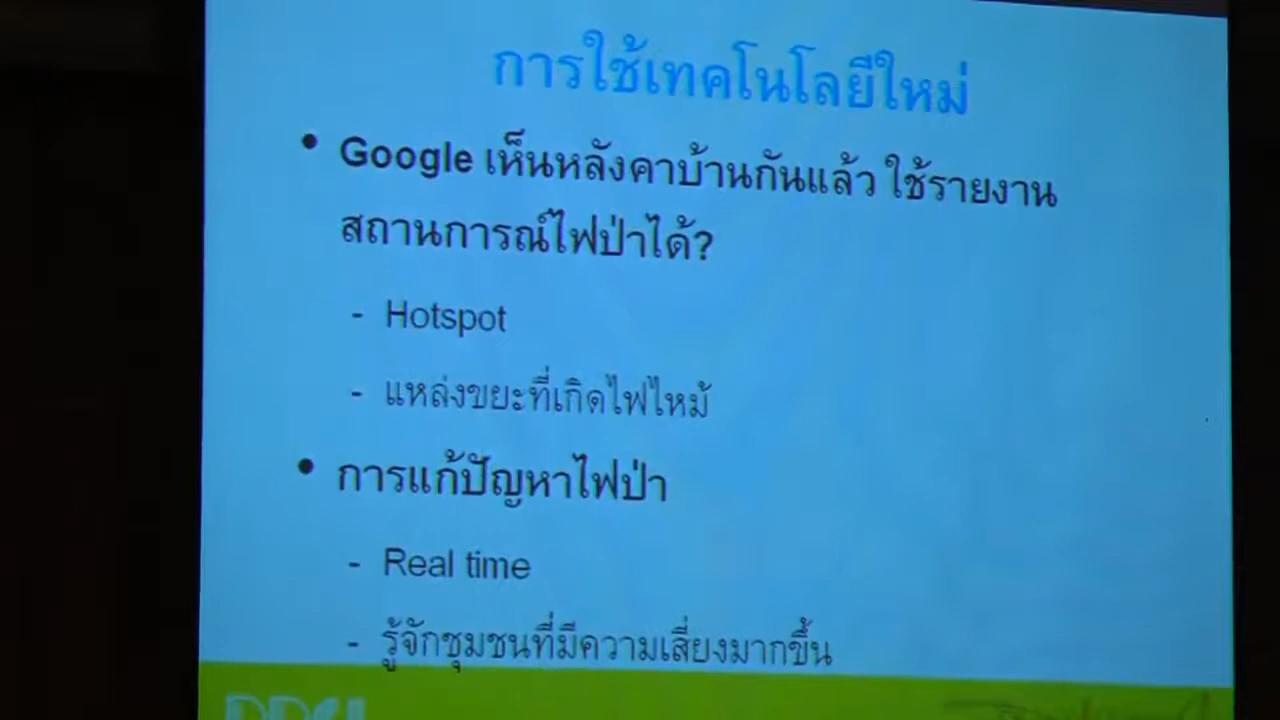 การใช้เทคโนโลยีใหม่
• Google เห็นหลังคาบ้านกันแล้ว ใช้รายงาน
สถานการณ์ไฟป่าได้?
- Hotspot
- แหล่งขยะที่เกิดไฟไหม้
• การแก้ปัญหาไฟป่า
- Real time
- รู้จักชุมชนที่มีความเสี่ยงมากขึ้น